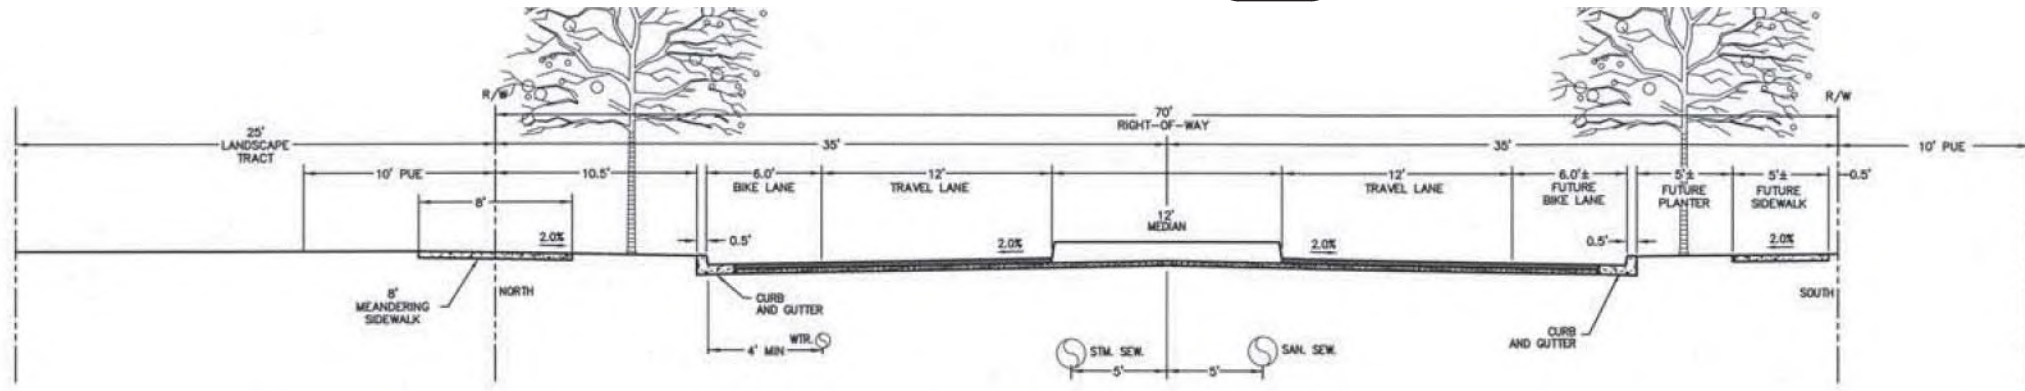 R/W
R/W
70'
RIGHT-OF-WAY
25'
LANDSCAPE
TRACT
35'
35'
10' PUE
10' PUE
10.5'
6.0'
BIKE LANE
12'
TRAVEL LANE
12'
TRAVEL LANE
6.0'±
FUTURE
BIKE LANE
5'±
FUTURE
PLANTER
5'±
FUTURE
SIDEWALK
0.5'
8'
12'
MEDIAN
2.0%
0.5'
2.0%
2.0%
0.5'
2.0%
8'
MEANDERING
SIDEWALK
NORTH
CURB
AND GUTTER
SOUTH
CURB
AND GUTTER
WTR.
4' MIN
STM. SEW.
SAN. SEW.
5'
5'